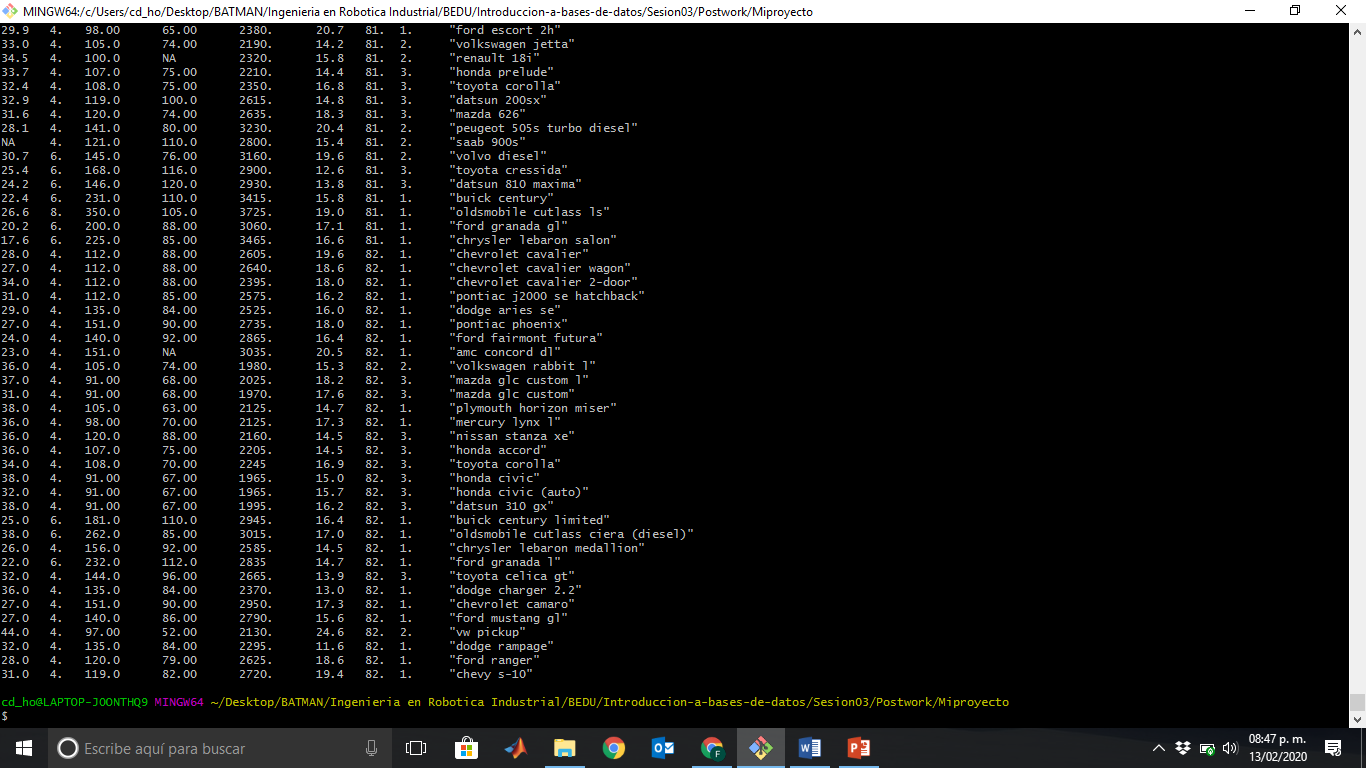 MINGW64:/c/Users/cd_ho/Desktop/BATMAN/Ingenieria en Robotica Industrial/BEDU/Introduccion-a-bases-de-datos/Sesion03/Postwork/Miproyecto
29.9 4. 98.00 65.00 2380. 20.7 81. 1. "ford escort 2h"
33.0 4. 105.0 74.00 2190. 14.2 81. 2. "volkswagen jetta"
34.5 4. 100.0 NA 2320. 15.8 81. 2. "renault 18i"
33.7 4. 107.0 75.00 2210. 14.4 81. 3. "honda prelude"
32.4 4. 108.0 75.00 2350. 16.8 81. 3. "toyota corolla"
32.9 4. 119.0 100.0 2615. 14.8 81. 3. "datsun 200sx"
31.6 4. 120.0 74.00 2635. 18.3 81. 3. "mazda 626"
28.1 4. 141.0 80.00 3230. 20.4 81. 2. "peugeot 505s turbo diesel"
NA 4. 121.0 110.0 2800. 15.4 81. 2. "saab 900s"
30.7 6. 145.0 76.00 3160. 19.6 81. 2. "volvo diesel"
25.4 6. 168.0 116.0 2900. 12.6 81. 3. "toyota cressida"
24.2 6. 146.0 120.0 2930. 13.8 81. 3. "datsun 810 maxima"
22.4 6. 231.0 110.0 3415. 15.8 81. 1. "buick century"
26.6 8. 350.0 105.0 3725. 19.0 81. 1. "oldsmobile cutlass ls"
20.2 6. 200.0 88.00 3060. 17.1 81. 1. "ford granada gl"
17.6 6. 225.0 85.00 3465. 16.6 81. 1. "chrysler lebaron salon"
28.0 4. 112.0 88.00 2605. 19.6 82. 1. "chevrolet cavalier"
27.0 4. 112.0 88.00 2640. 18.6 82. 1. "chevrolet cavalier wagon"
34.0 4. 112.0 88.00 2395. 18.0 82. 1. "chevrolet cavalier 2-door"
31.0 4. 112.0 85.00 2575. 16.2 82. 1. "pontiac j2000 se hatchback"
29.0 4. 135.0 84.00 2525. 16.0 82. 1. "dodge aries se"
27.0 4. 151.0 90.00 2735. 18.0 82. 1. "pontiac phoenix"
24.0 4. 140.0 92.00 2865. 16.4 82. 1. "ford fairmont futura"
23.0 4. 151.0 NA 3035. 20.5 82. 1. "amc concord dl"
36.0 4. 105.0 74.00 1980. 15.3 82. 2. "volkswagen rabbit l"
37.0 4. 91.00 68.00 2025. 18.2 82. 3. "mazda glc custom l"
31.0 4. 91.00 68.00 1970. 17.6 82. 3. "mazda glc custom"
38.0 4. 105.0 63.00 2125. 14.7 82. 1. "plymouth horizon miser"
36.0 4. 98.00 70.00 2125. 17.3 82. 1. "mercury lynx l"
36.0 4. 120.0 88.00 2160. 14.5 82. 3. "nissan stanza xe"
36.0 4. 107.0 75.00 2205. 14.5 82. 3. "honda accord"
34.0 4. 108.0 70.00 2245 16.9 82. 3. "toyota corolla"
38.0 4. 91.00 67.00 1965. 15.0 82. 3. "honda civic"
32.0 4. 91.00 67.00 1965. 15.7 82. 3. "honda civic (auto)"
38.0 4. 91.00 67.00 1995. 16.2 82. 3. "datsun 310 gx"
25.0 6. 181.0 110.0 2945. 16.4 82. 1. "buick century limited"
38.0 6. 262.0 85.00 3015. 17.0 82. 1. "oldsmobile cutlass ciera (diesel)"
26.0 4. 156.0 92.00 2585. 14.5 82. 1. "chrysler lebaron medallion"
22.0 6. 232.0 112.0 2835 14.7 82. 1. "ford granada l"
32.0 4. 144.0 96.00 2665. 13.9 82. 3. "toyota celica gt"
36.0 4. 135.0 84.00 2370. 13.0 82. 1. "dodge charger 2.2"
27.0 4. 151.0 90.00 2950. 17.3 82. 1. "chevrolet camaro"
27.0 4. 140.0 86.00 2790. 15.6 82. 1. "ford mustang gl"
44.0 4. 97.00 52.00 2130. 24.6 82. 2. "vw pickup"
32.0 4. 135.0 84.00 2295. 11.6 82. 1. "dodge rampage"
28.0 4. 120.0 79.00 2625. 18.6 82. 1. "ford ranger"
31.0 4. 119.0 82.00 2720. 19.4 82. 1. "chevy s-10"
cd_ho@LAPTOP-JOONTHQ9 MINGW64 ~/Desktop/BATMAN/Ingenieria en Robotica Industrial/BEDU/Introduccion-a-bases-de-datos/Sesion03/Postwork/Miproyecto
$
Escribe aquí para buscar
08:47 p. m.
13/02/2020